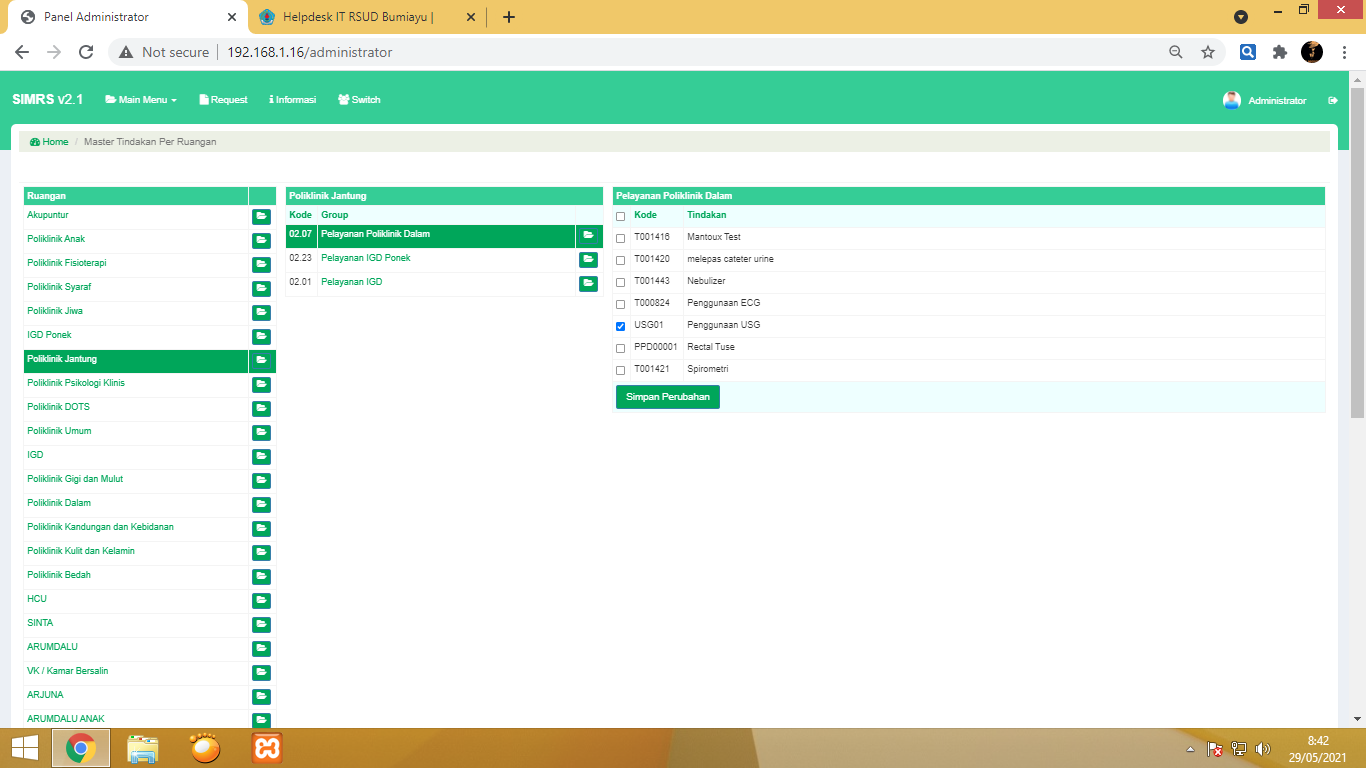 Panel Administrator
Helpdesk IT RSUD Bumiayu |
Not secure
192.168.1.16/administrator
SIMRS v2.1
Main Menu
Request
Informasi
Switch
Administrator
Home / Master Tindakan Per Ruangan
Ruangan
Akupuntur
Poliklinik Anak
Poliklinik Fisioterapi
Poliklinik Syaraf
Poliklinik Jiwa
IGD Ponek
Poliklinik Jantung
Poliklinik Psikologi Klinis
Poliklinik DOTS
Poliklinik Umum
IGD
Poliklinik Gigi dan Mulut
Poliklinik Dalam
Poliklinik Kandungan dan Kebidanan
Poliklinik Kulit dan Kelamin
Poliklinik Bedah
HCU
SINTA
ARUMDALU
VK / Kamar Bersalin
ARJUNA
ARUMDALU ANAK
Poliklinik Jantung
Kode Group
02.07 Pelayanan Poliklinik Dalam
02.23 Pelayanan IGD Ponek
02.01 Pelayanan IGD
Pelayanan Poliklinik Dalam
Kode Tindakan
T001416 Mantoux Test
T001420 melepas cateter urine
T001443 Nebulizer
T000824 Penggunaan ECG
USG01 Penggunaan USG
PPD00001 Rectal Tuse
T001421 Spirometri
Simpan Perubahan
8:42
29/05/2021